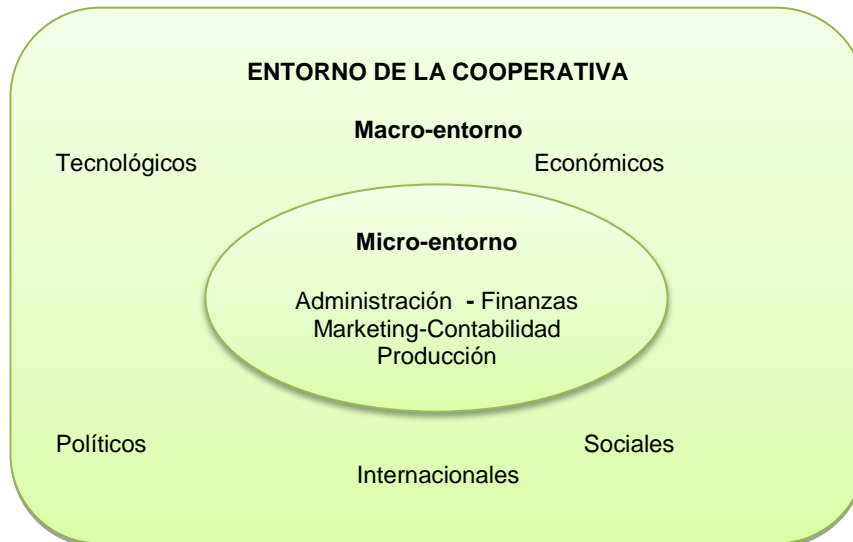 ENTORNO DE LA COOPERATIVA
Macro-entorno
Tecnológicos Económicos
Micro-entorno
Administración - Finanzas
Marketing-Contabilidad
Producción
Políticos Sociales
Internacionales